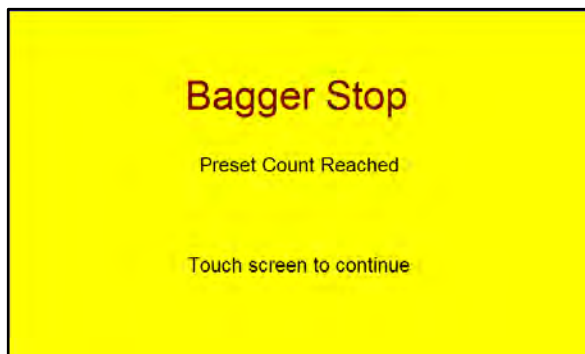 Bagger Stop
Preset Count Reached
Touch screen to continue